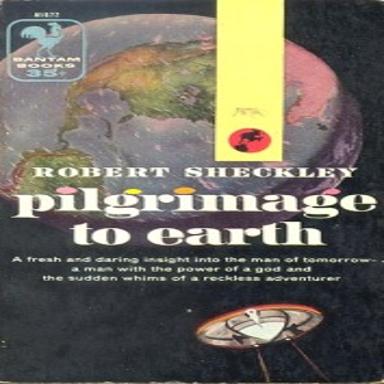 BANTAM
BOOKS
35¢
ROBERT SHECKLEY
pilgrimage
to earth
A fresh and daring insight into the man of tomorrow—
a man with the power of a god and
the sudden whims of a reckless adventurer